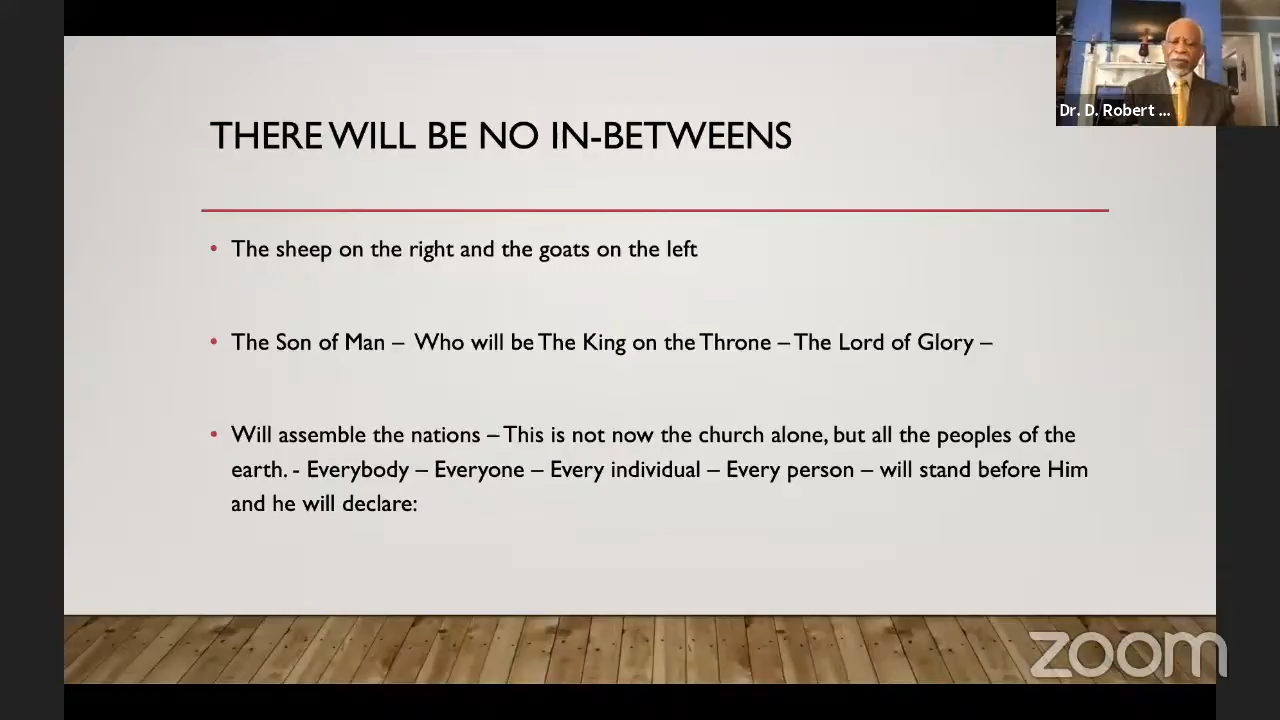 Dr. D. Robert ...
THERE WILL BE NO IN-BETWEENS
• The sheep on the right and the goats on the left
• The Son of Man – Who will be The King on the Throne – The Lord of Glory –
• Will assemble the nations – This is not now the church alone, but all the peoples of the
earth. - Everybody – Everyone – Every individual – Every person – will stand before Him
and he will declare:
zoom